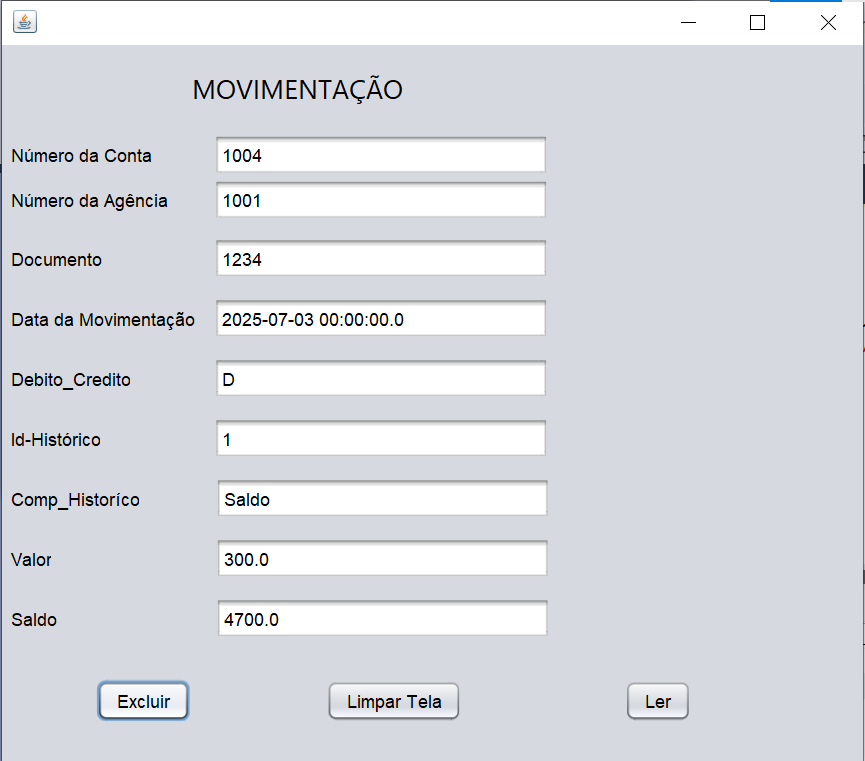 MOVIMENTAÇÃO
Número da Conta 1004
Número da Agência 1001
Documento 1234
Data da Movimentação 2025-07-03 00:00:00.0
Debito_Credito D
Id-Histórico 1
Comp_Historíco Saldo
Valor 300.0
Saldo 4700.0
Excluir Limpar Tela Ler